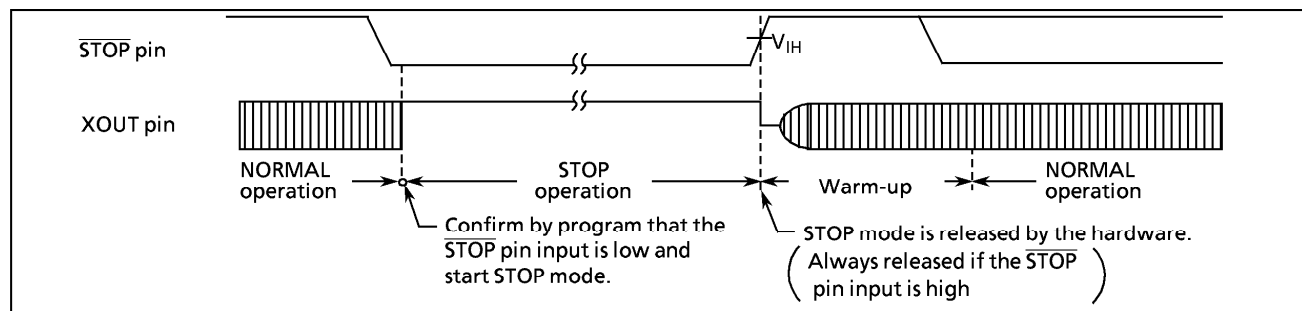 STOP pin
VIH
XOUT pin
NORMAL operation
STOP operation
Warm-up
NORMAL operation
Confirm by program that the
STOP pin input is low and
start STOP mode.
STOP mode is released by the hardware.
( Always released if the STOP
pin input is high )